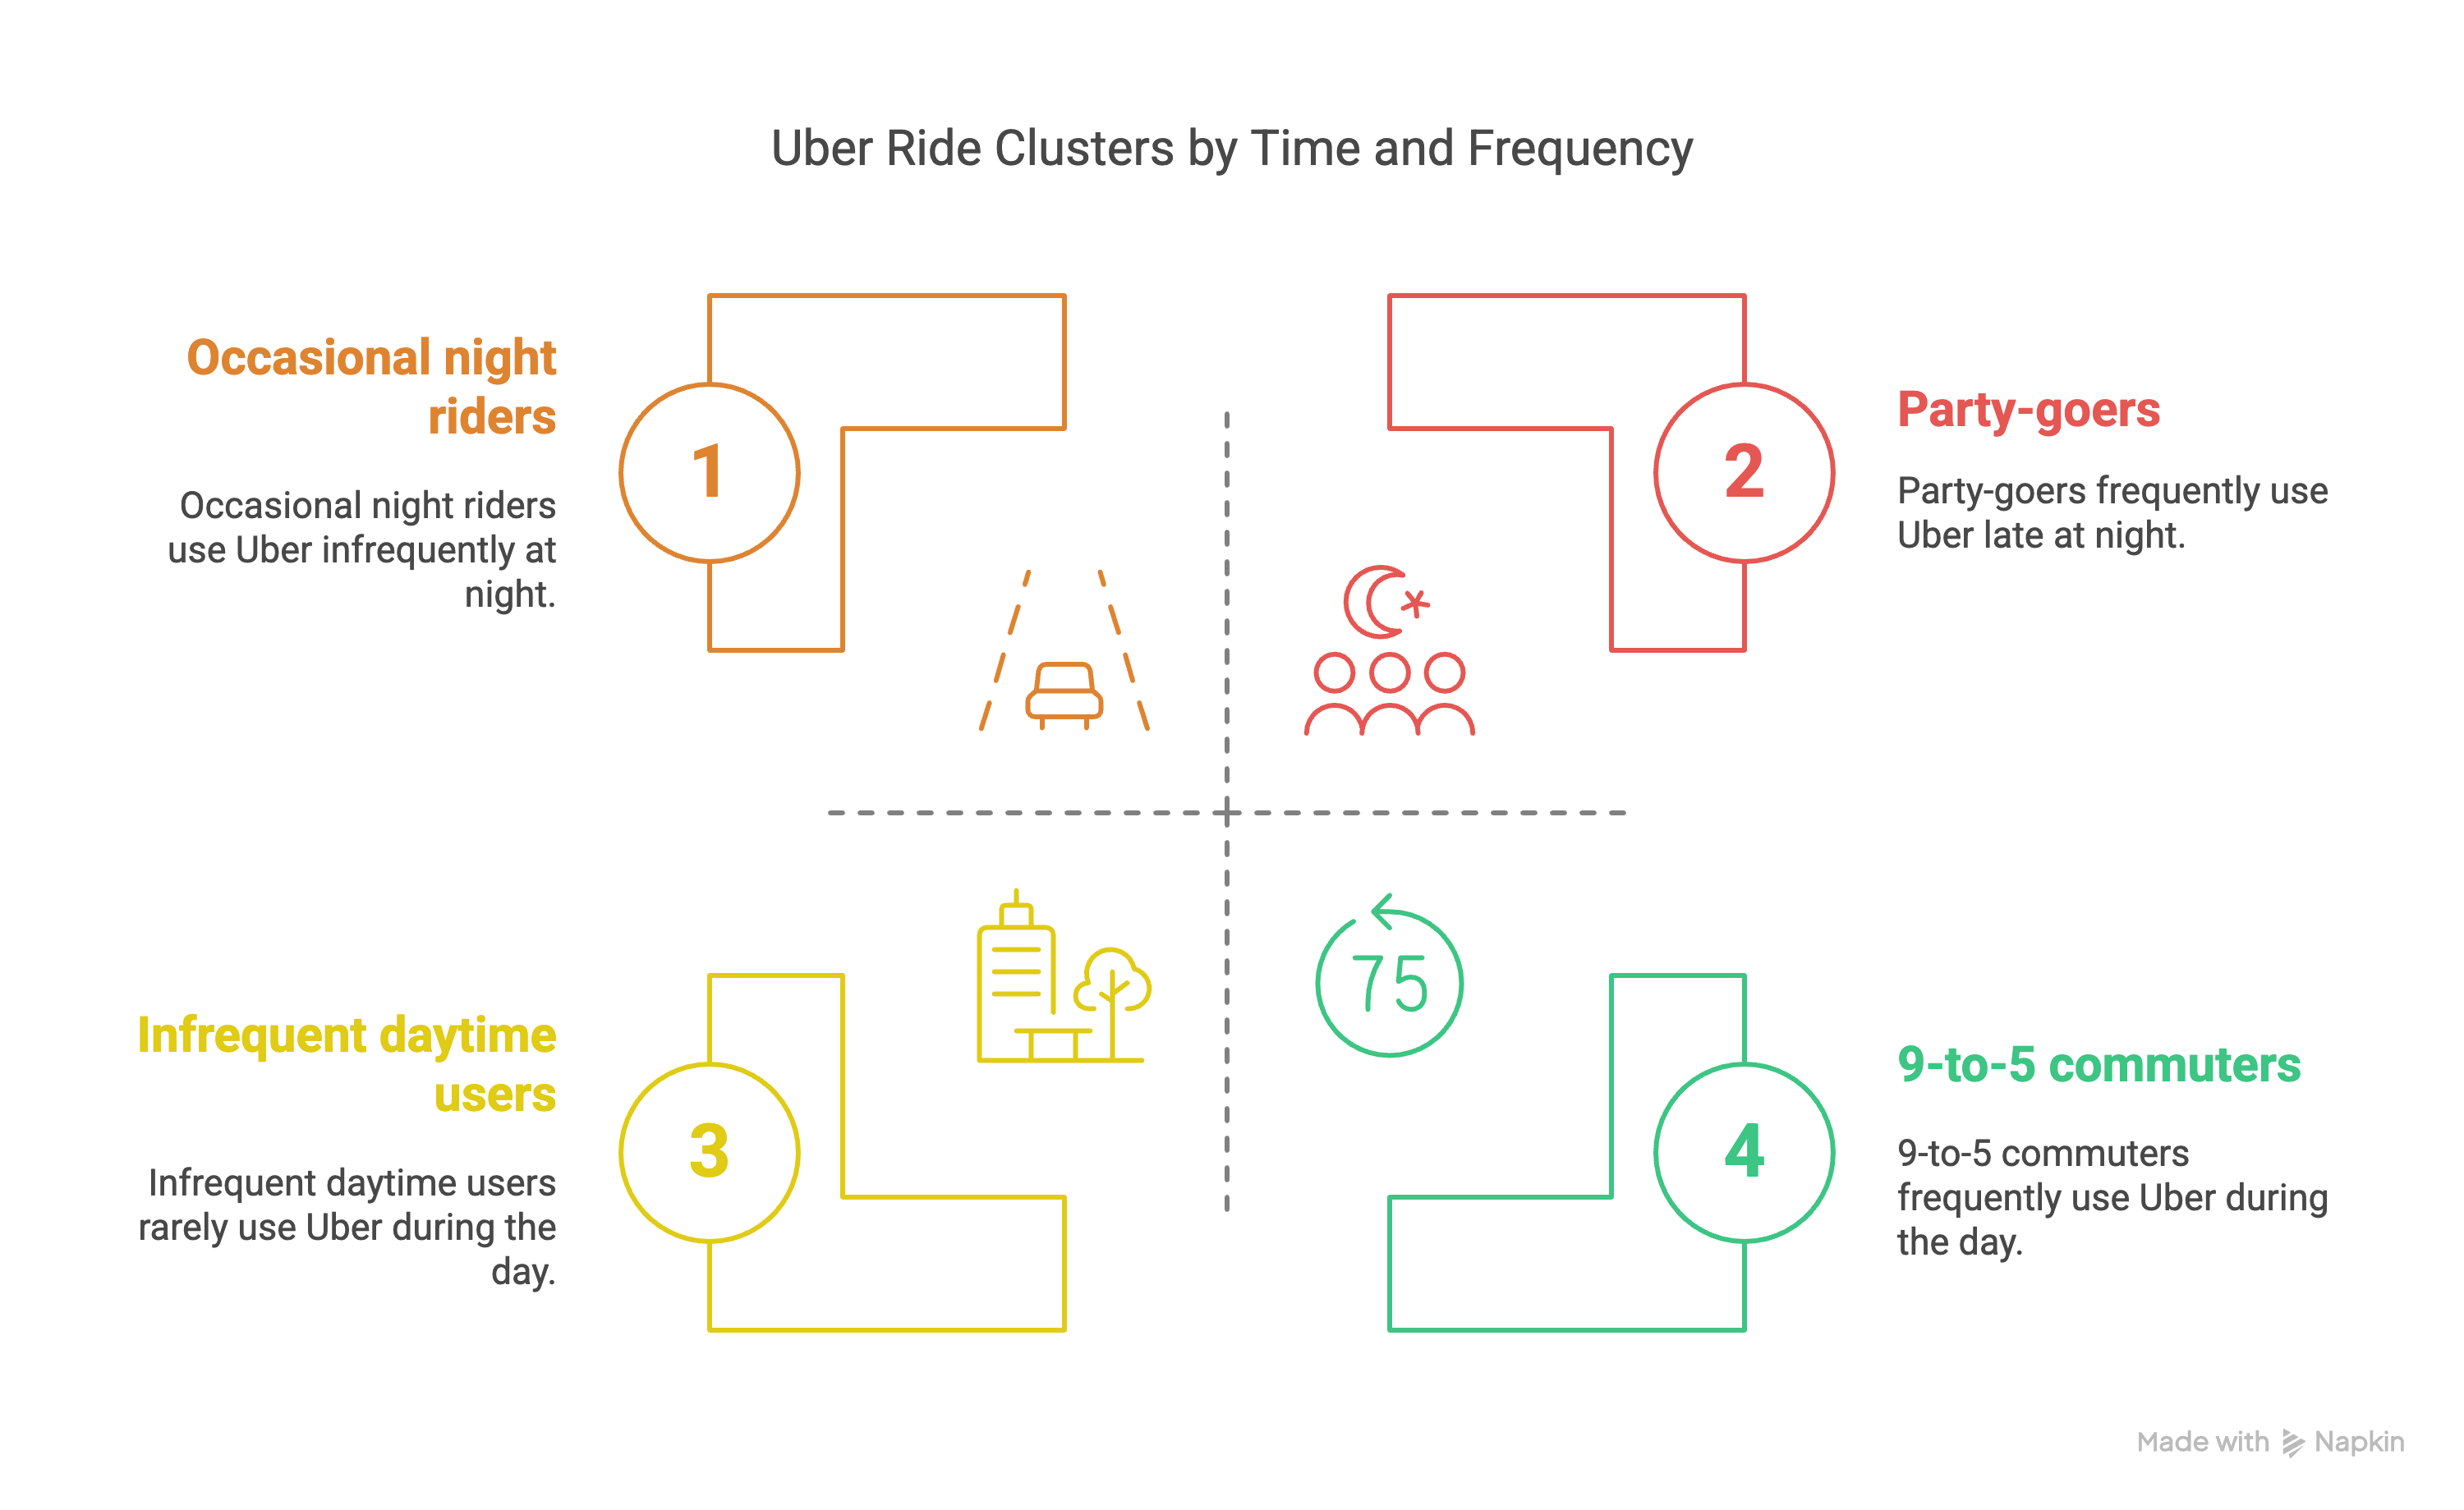 Uber Ride Clusters by Time and Frequency
Occasional night
riders
Occasional night riders
use Uber infrequently at
night.
1
2
Party-goers
Party-goers frequently use
Uber late at night.
Infrequent daytime
users
Infrequent daytime users
rarely use Uber during the
day.
3
75
4
9-to-5 commuters
9-to-5 commuters
frequently use Uber during
the day.
Made with Napkin